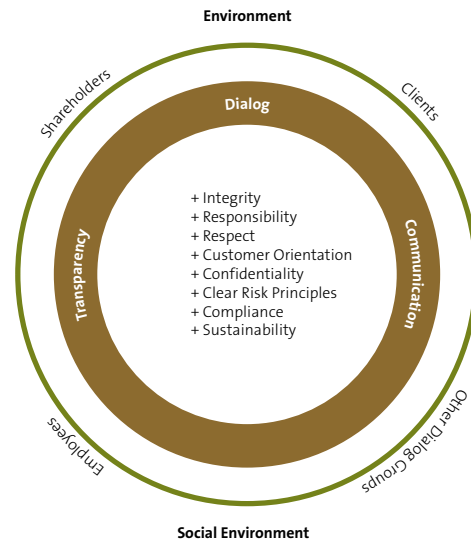 Environment
Shareholders
Clients
Dialog
Transparency
Communication
+ Integrity
+ Responsibility
+ Respect
+ Customer Orientation
+ Confidentiality
+ Clear Risk Principles
+ Compliance
+ Sustainability
Employees
Other Dialog Groups
Social Environment